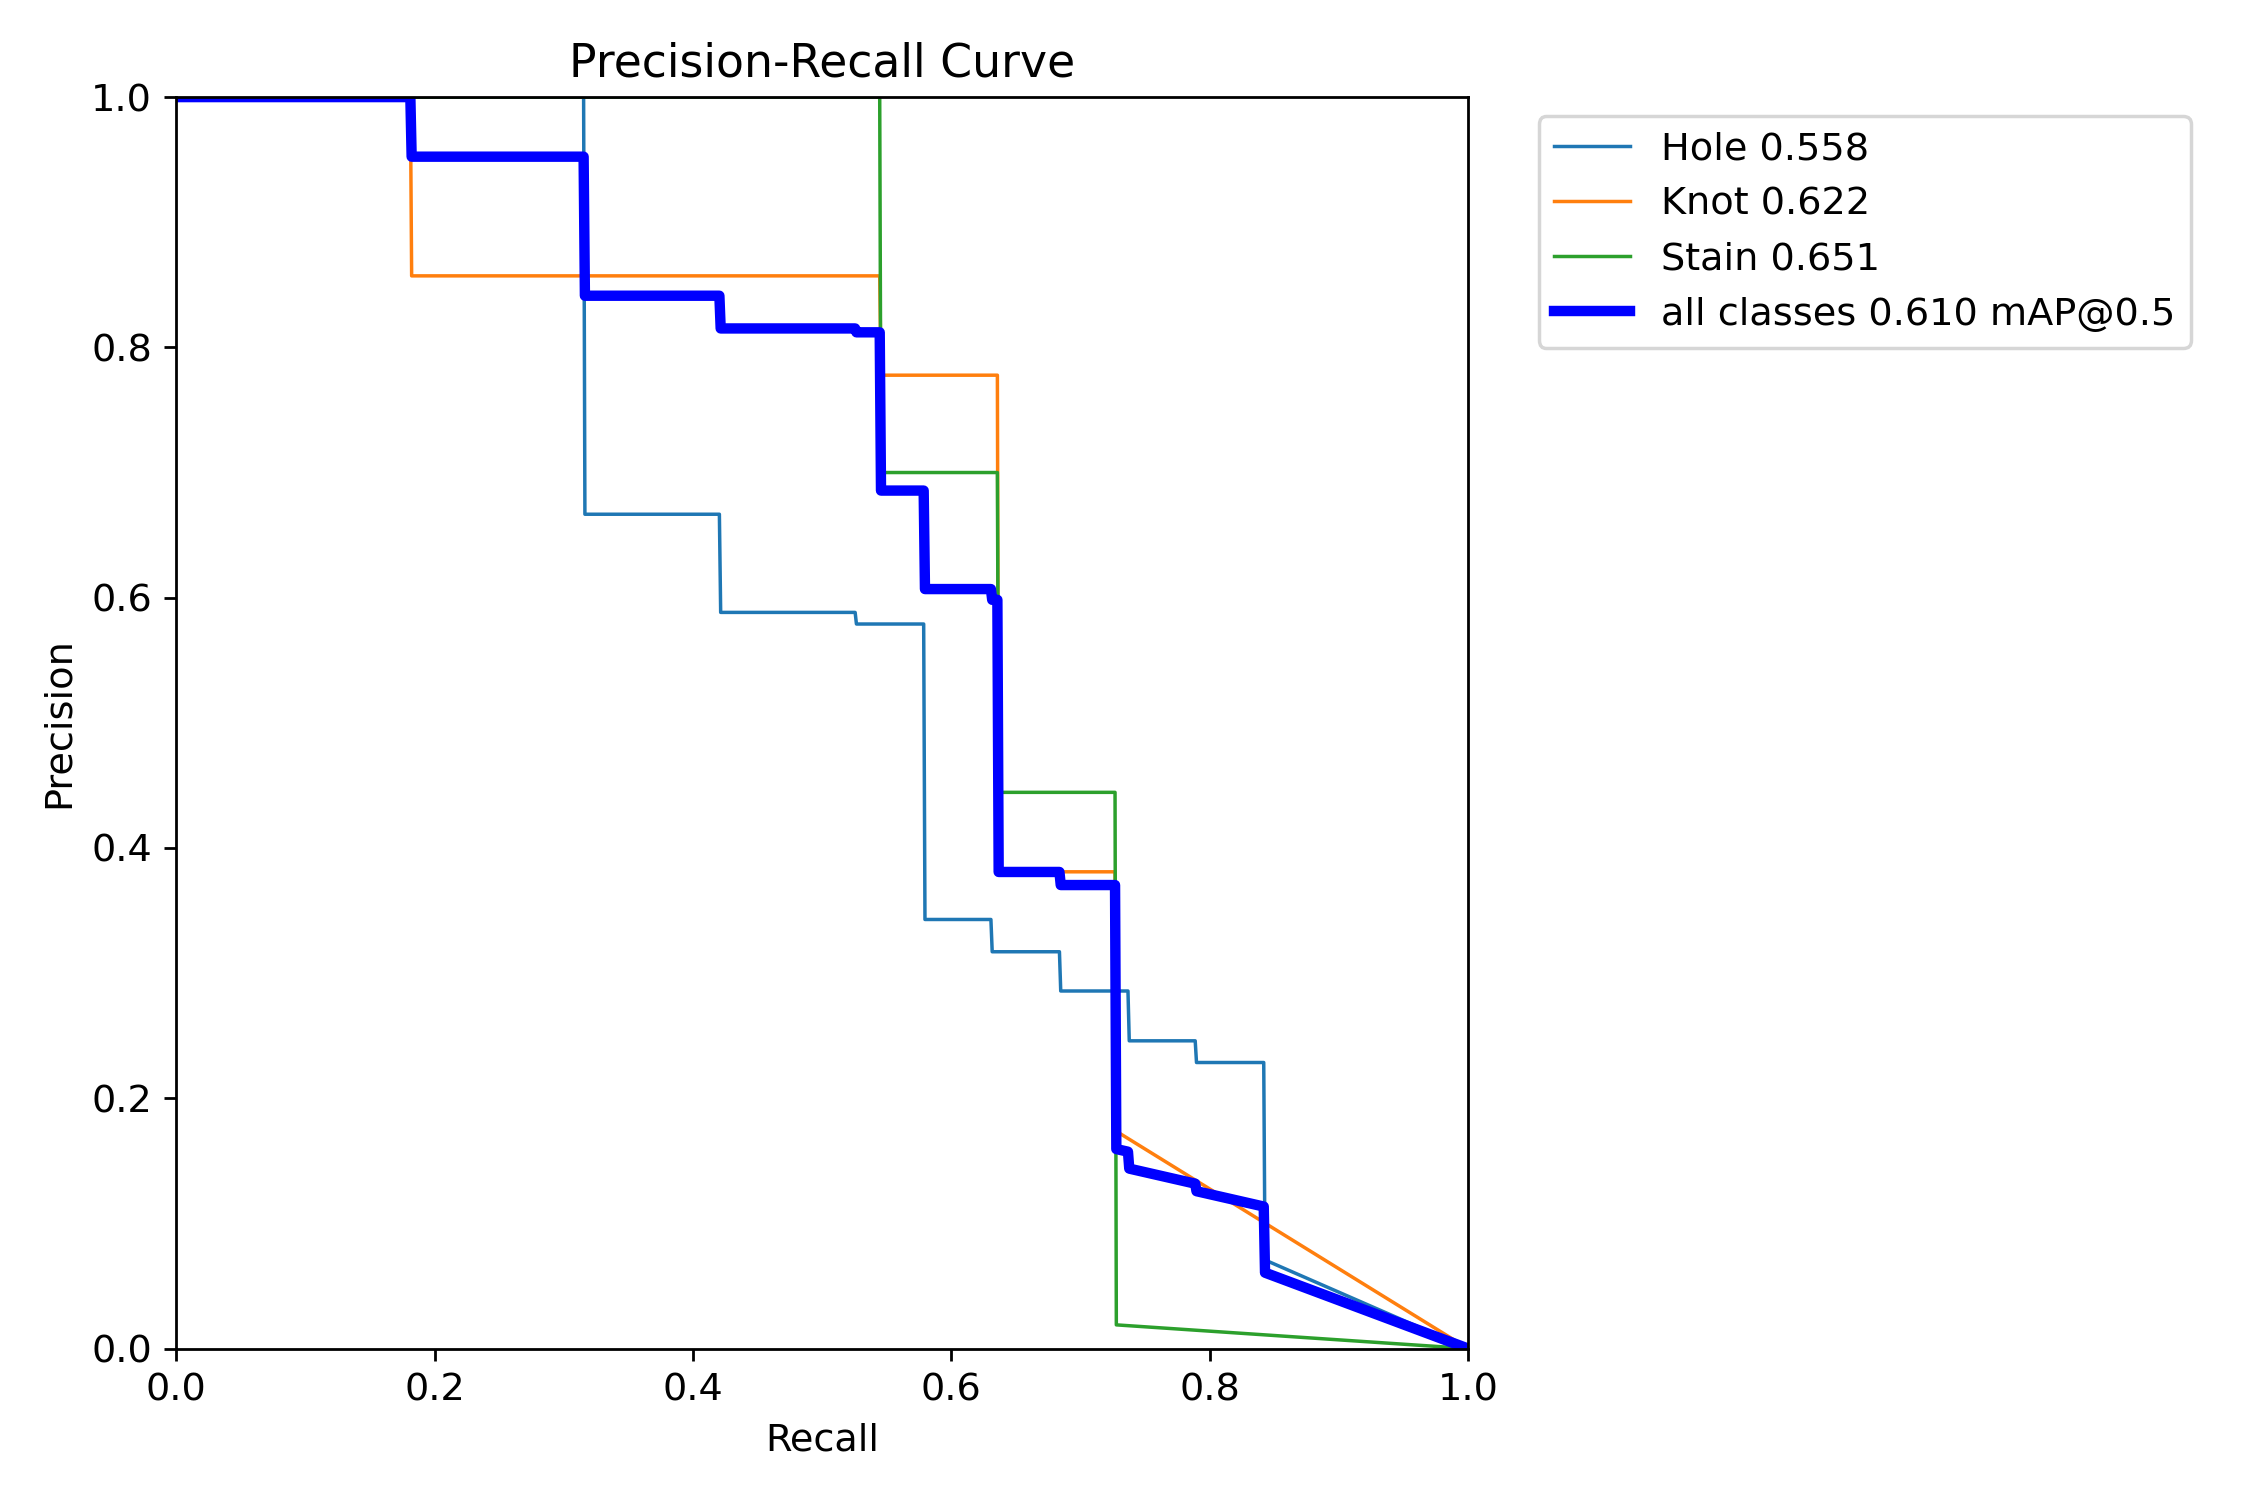 Precision-Recall Curve
1.0
0.8
0.6
0.4
0.2
0.0
Precision
0.0 0.2 0.4 0.6 0.8 1.0
Recall
Hole 0.558
Knot 0.622
Stain 0.651
all classes 0.610 mAP@0.5